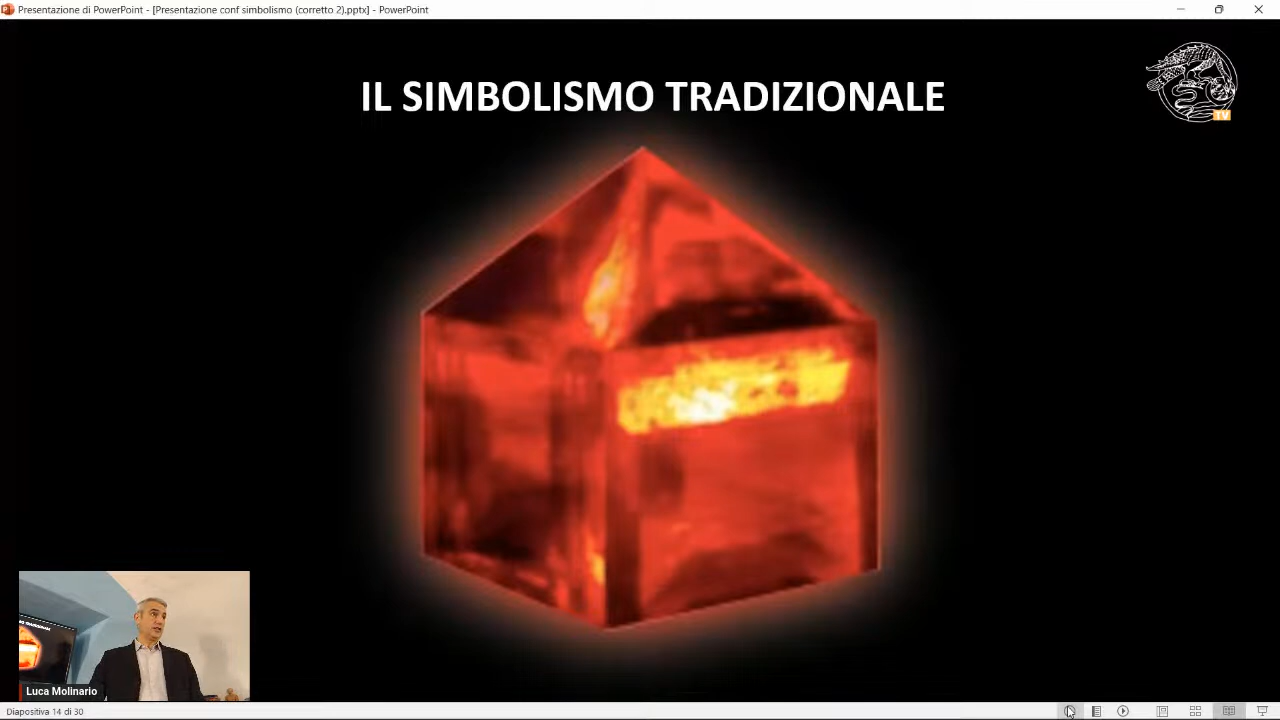 Presentazione di PowerPoint - [Presentazione conf simbolismo (corretto 2).pptx] - PowerPoint
IL SIMBOLISMO TRADIZIONALE
TV
Luca Molinario
Diapositiva 14 di 30